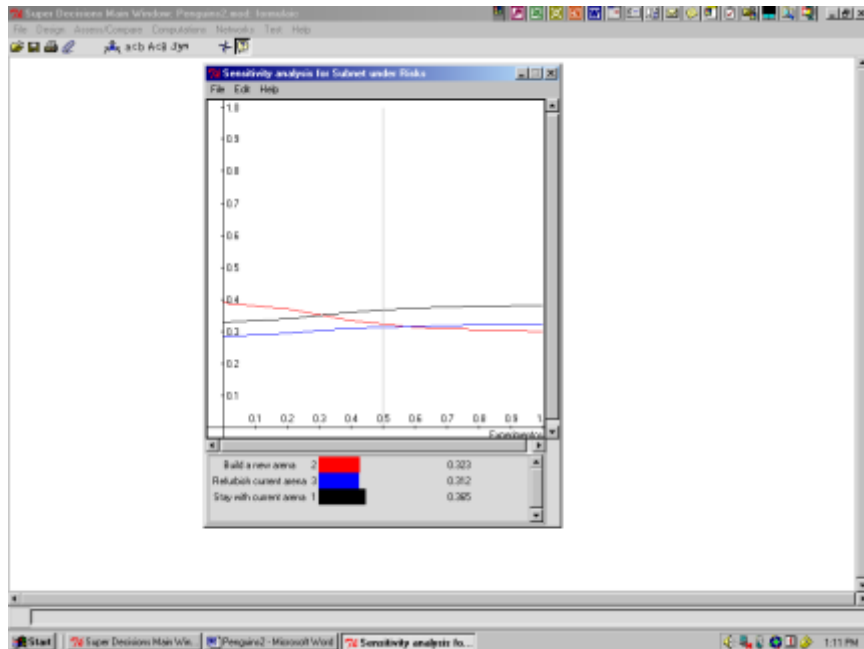 Super Decisions Main Window: Penguins2.mod: formulaic
File Design Assess/Compare Computations Networks Test Help
Sensitivity analysis for Subnet under Risks
File Edit Help
1.0
0.9
0.8
0.7
0.6
0.5
0.4
0.3
0.2
0.1
0.1 0.2 0.3 0.4 0.5 0.6 0.7 0.8 0.9 1.
Build a new arena 2 0.323
Refurbish current arena 3 0.312
Stay with current arena 1 0.365
Start Super Decisions Main Win... Penguins2 - Microsoft Word Sensitivity analysis fo... 1:11 PM